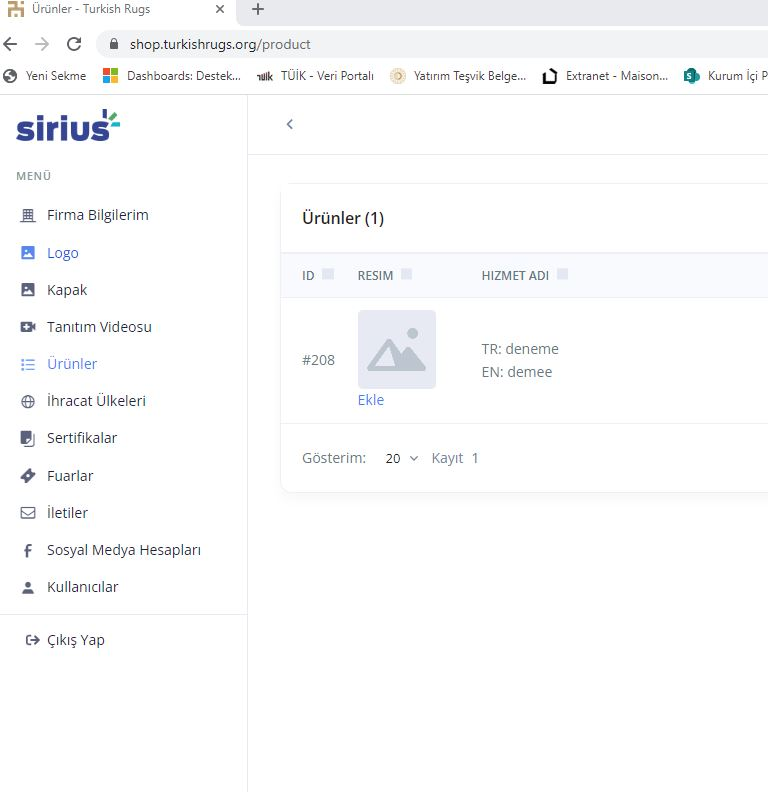 Ürünler - Turkish Rugs
shop.turkishrugs.org/product
Yeni Sekme
Dashboards: Destek...
TÜİK - Veri Portalı
Yatırım Teşvik Belge...
Extranet - Maison...
Kurum İçi P
sirius
MENÜ
Firma Bilgilerim
Logo
Kapak
Tanıtım Videosu
Ürünler
İhracat Ülkeleri
Sertifikalar
Fuarlar
İletiler
Sosyal Medya Hesapları
Kullanıcılar
Çıkış Yap
Ürünler (1)
ID RESIM HIZMET ADI
#208
Ekle
TR: deneme
EN: demee
Gösterim: 20 Kayıt 1